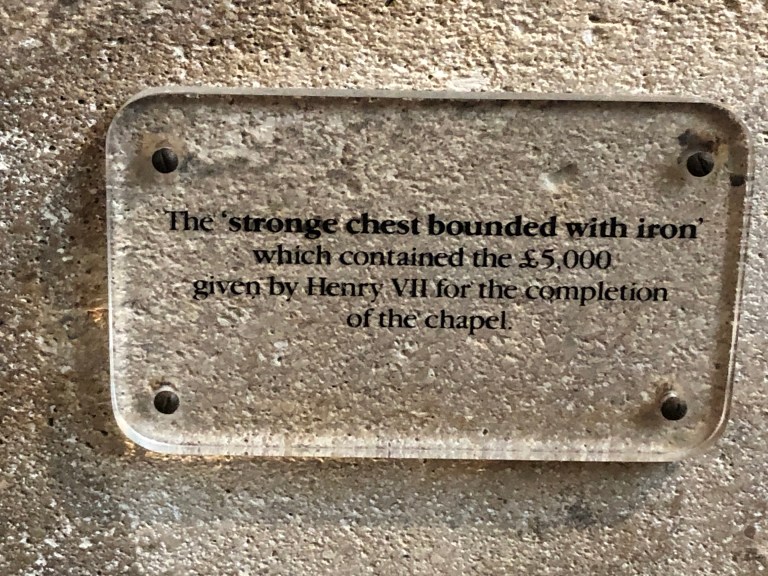 The ‘stronge chest bounded with iron’
which contained the £5,000
given by Henry VII for the completion
of the chapel.